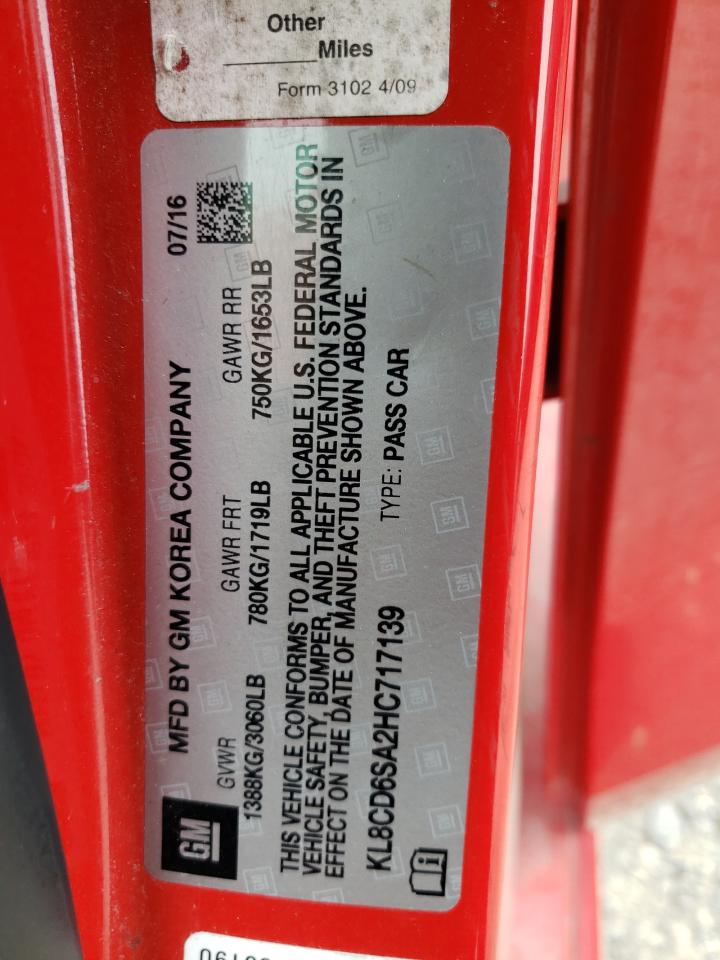 Other
______Miles
Form 3102 4/09
MFD BY GM KOREA COMPANY 07/16
GVWR GAWR FRT GAWR RR
1388KG/3060LB 780KG/1719LB 750KG/1653LB
THIS VEHICLE CONFORMS TO ALL APPLICABLE U.S. FEDERAL MOTOR
VEHICLE SAFETY, BUMPER, AND THEFT PREVENTION STANDARDS IN
EFFECT ON THE DATE OF MANUFACTURE SHOWN ABOVE.
KL8CD6SA2HC717139 TYPE: PASS CAR
GM